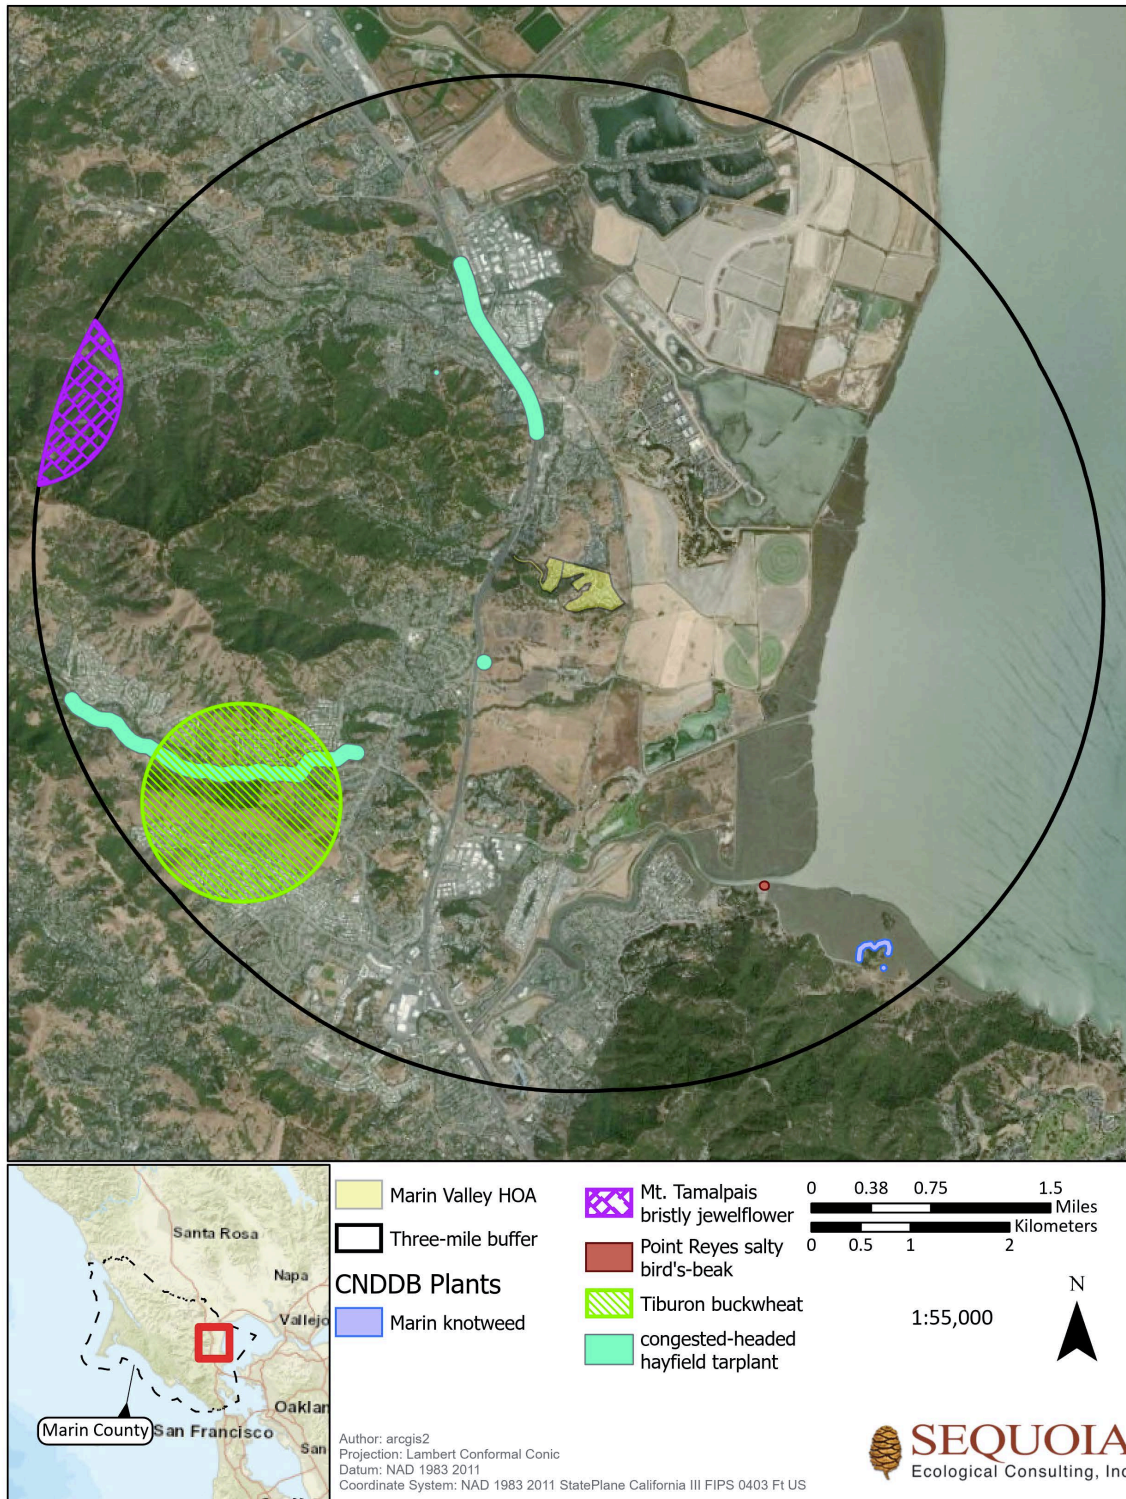 Santa Rosa
Napa
Vallejo
Oaklan
San Francisco
San
Marin County
Marin Valley HOA
Three-mile buffer
CNDDB Plants
Marin knotweed
Mt. Tamalpais
bristly jewelflower
Point Reyes salty
bird's-beak
Tiburon buckwheat
congested-headed
hayfield tarplant
0 0.38 0.75 1.5
Miles
Kilometers
0 0.5 1 2
N
1:55,000
Author: arcgis2
Projection: Lambert Conformal Conic
Datum: NAD 1983 2011
Coordinate System: NAD 1983 2011 StatePlane California III FIPS 0403 Ft US
SEQUOIA
Ecological Consulting, Inc